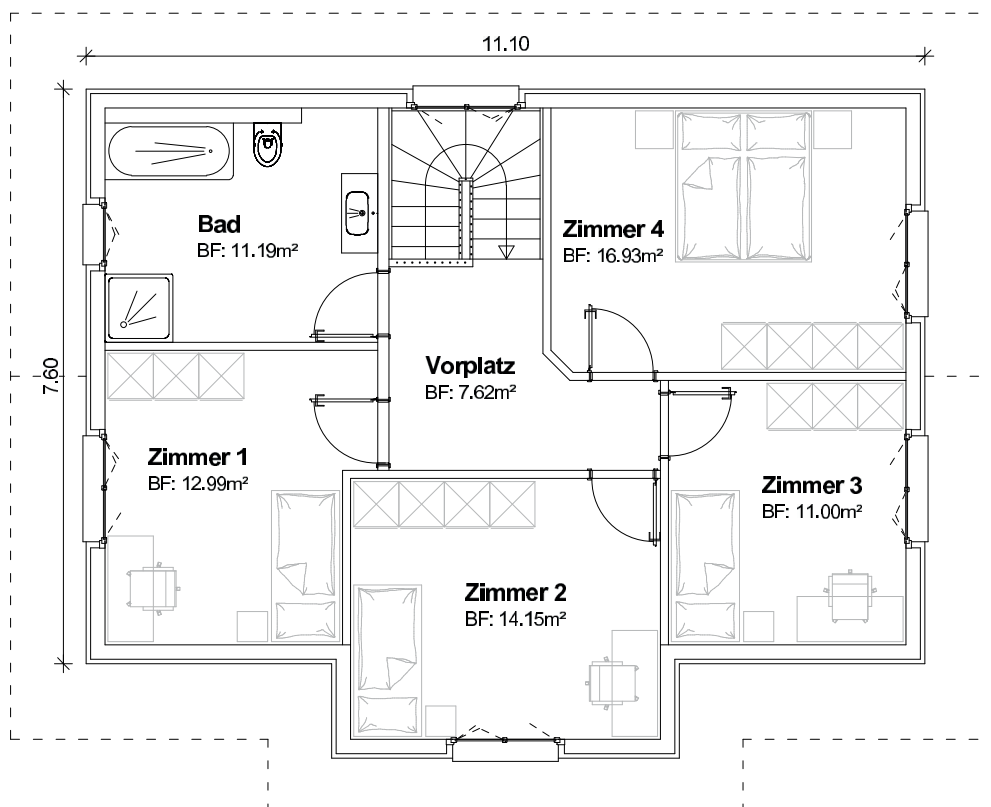 11.10
7.60
Bad
BF: 11.19m²
Zimmer 4
BF: 16.93m²
Vorplatz
BF: 7.62m²
Zimmer 1
BF: 12.99m²
Zimmer 3
BF: 11.00m²
Zimmer 2
BF: 14.15m²